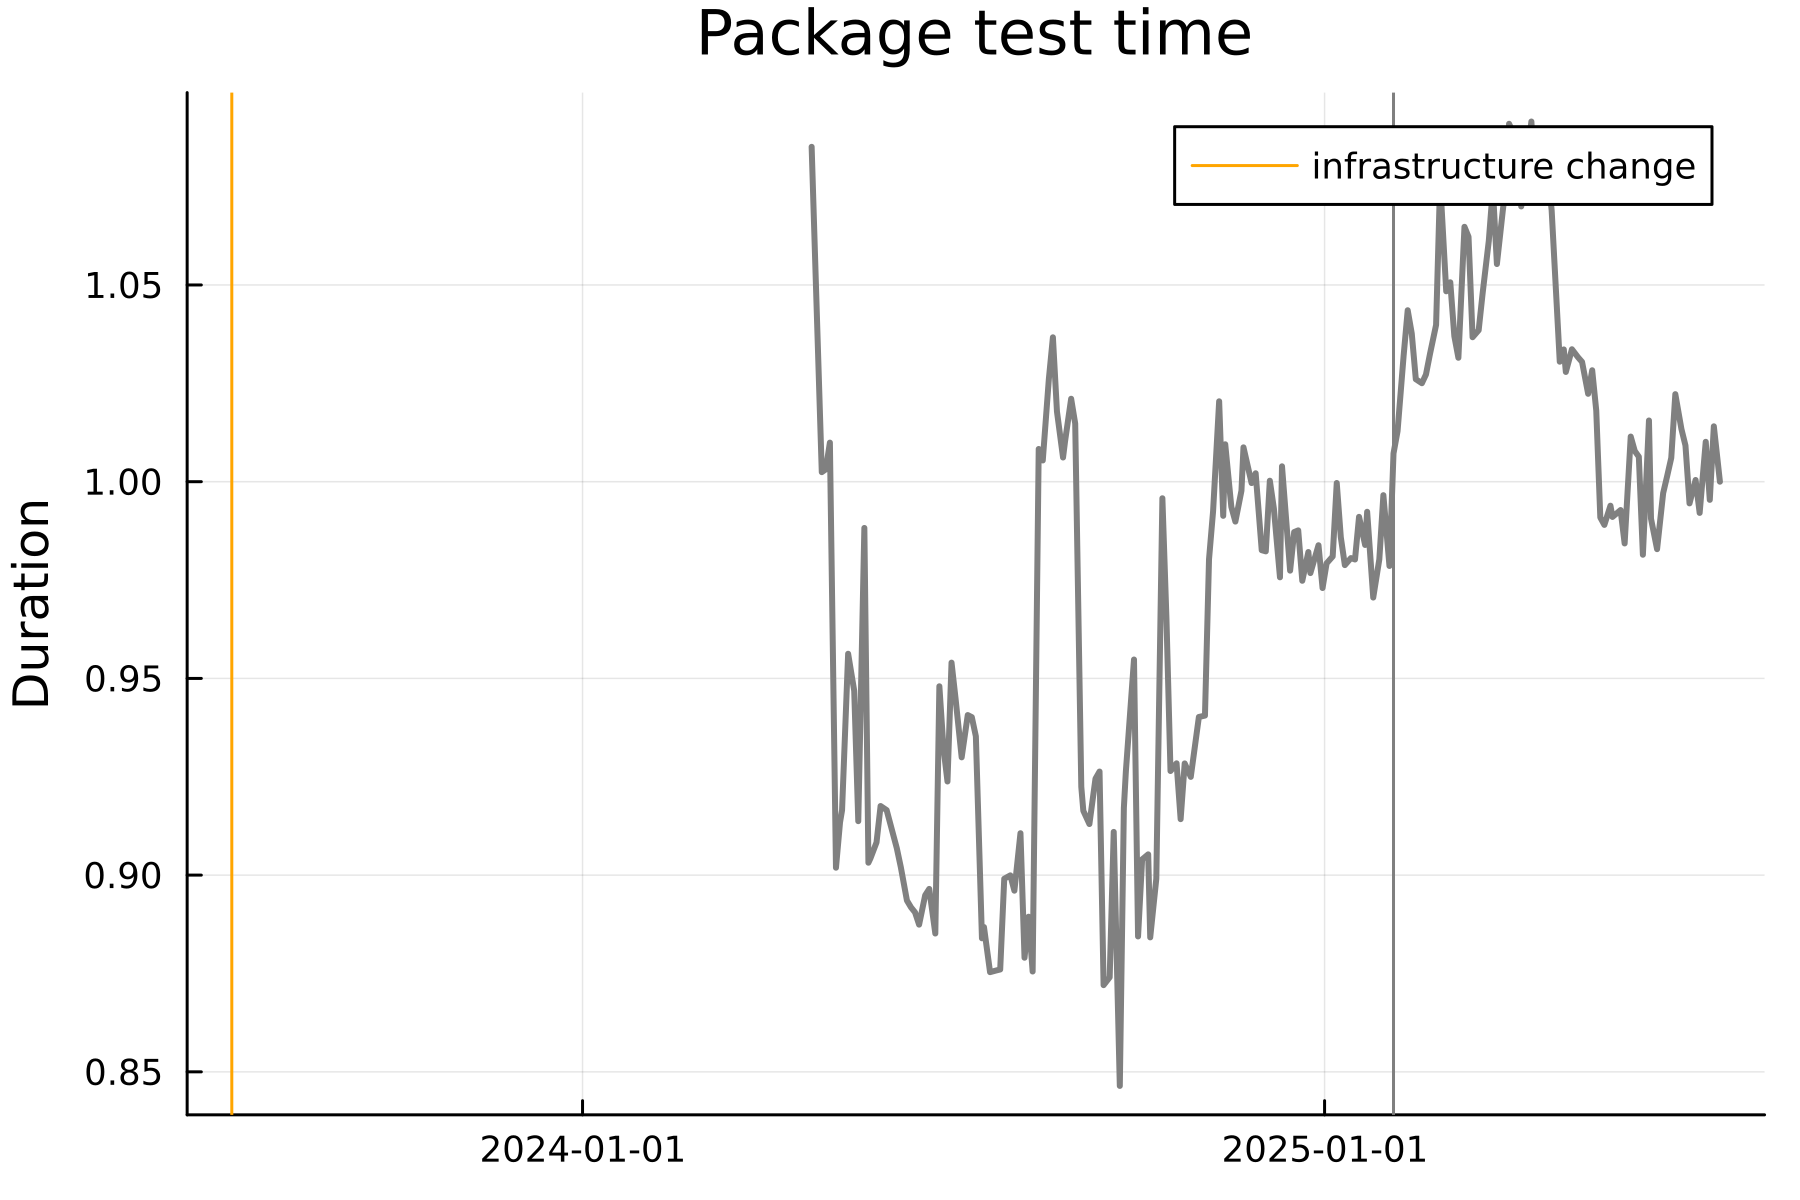 Package test time
infrastructure change
Duration
1.05
1.00
0.95
0.90
0.85
2024-01-01
2025-01-01